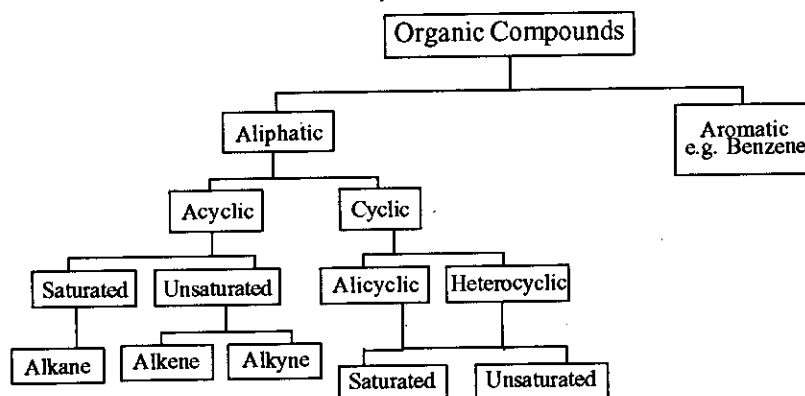 Organic Compounds
Aliphatic
Aromatic
e.g. Benzene
Acyclic
Cyclic
Saturated
Unsaturated
Alicyclic
Heterocyclic
Alkane
Alkene
Alkyne
Saturated
Unsaturated